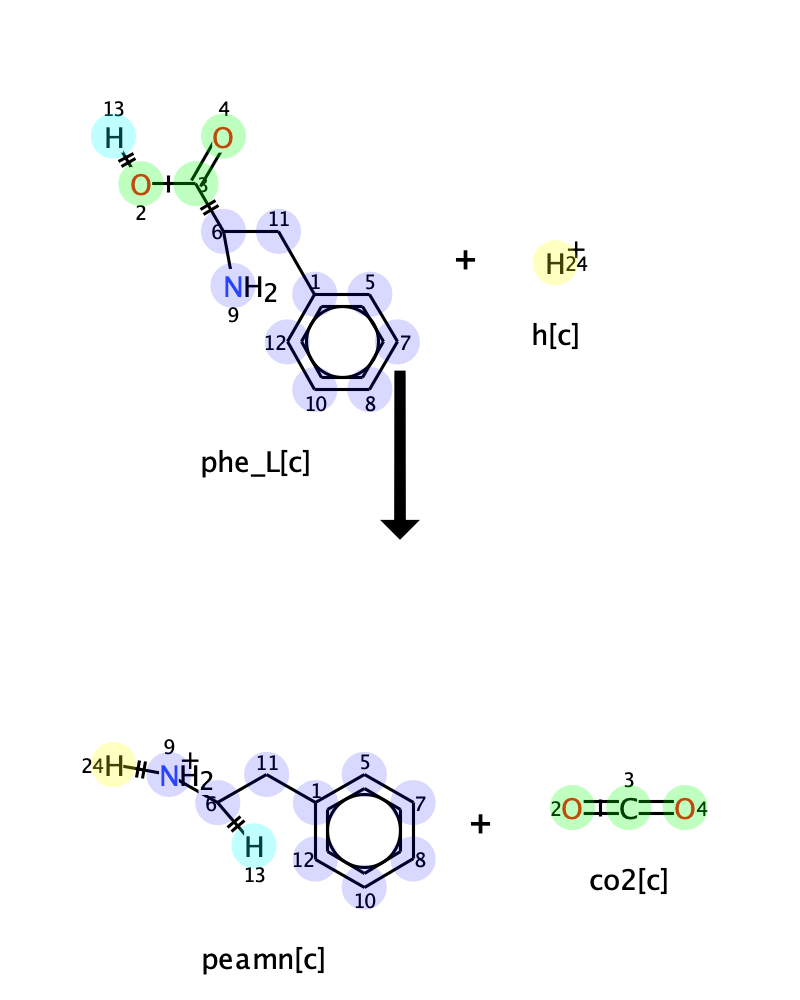 13 4
H O
O 3
2
6 11
NH2
9
1 5
12 7
10 8
+
H+
24
h[c]
phe_L[c]
24H 9
NH2+
6 11
H
13
1 5
12 7
10 8
+
3
2O C O4
co2[c]
peamn[c]